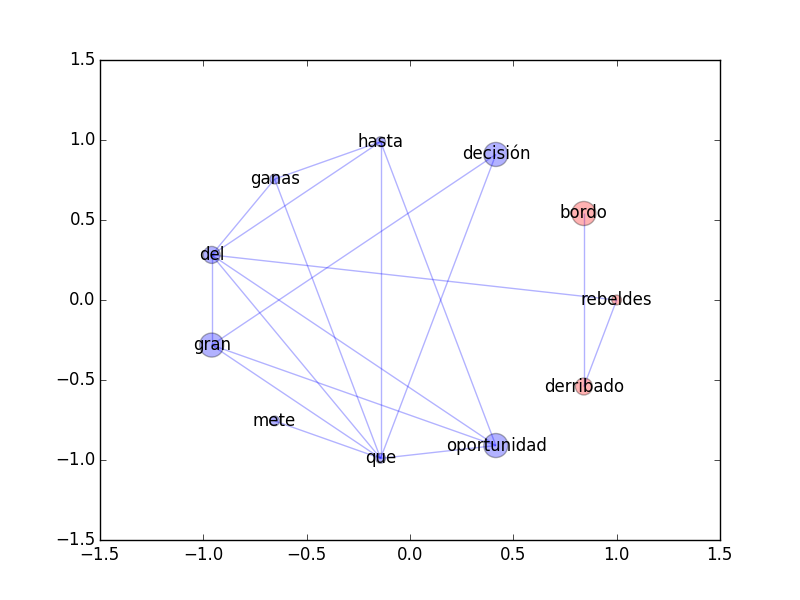 1.5
hasta
1.0
decisión
ganas
bordo
0.5
del
rebeldes
0.0
gran
derribado
−0.5
mete
oportunidad
que
−1.0
−1.5
−1.5 −1.0 −0.5 0.0 0.5 1.0 1.5